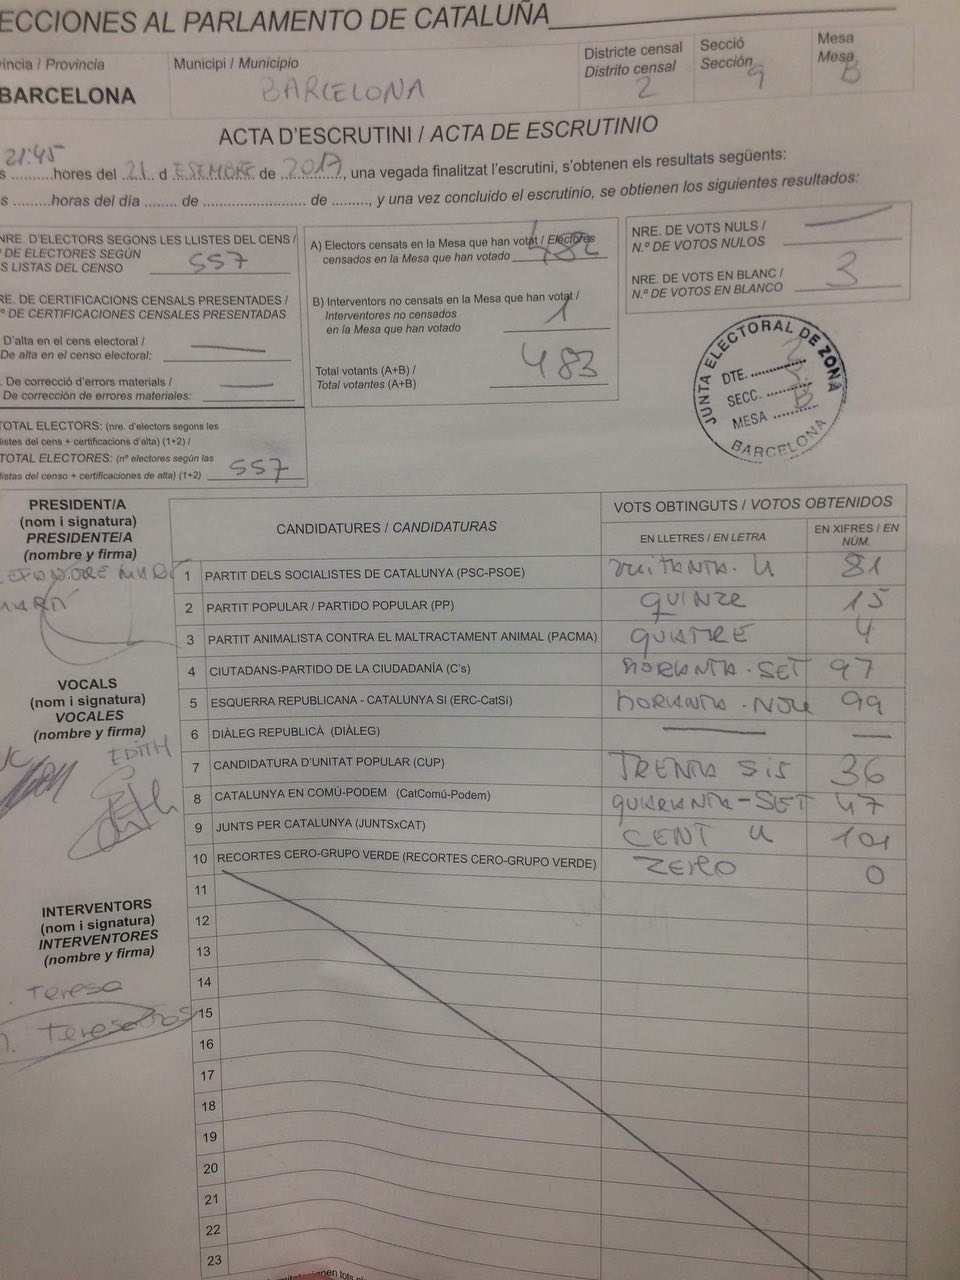 ECCIONES AL PARLAMENTO DE CATALUÑA
víncia / Provincia
BARCELONA
Municipi / Municipio
BARCELONA
Districte censal
Distrito censal
2
Secció
Sección
9
Mesa
Mesa
B
ACTA D'ESCRUTINI / ACTA DE ESCRUTINIO
21:45
s .........hores del 21 d ESEMBRE de 2017, una vegada finalitzat l'escrutini, s'obtenen els resultats següents:
s .........horas del día ...... de ....................... de ........., y una vez concluido el escrutinio, se obtienen los siguientes resultados:
NRE. D'ELECTORS SEGONS LES LLISTES DEL CENS /
º DE ELECTORES SEGÚN
S LISTAS DEL CENSO
557
RE. DE CERTIFICACIONS CENSALS PRESENTADES /
º DE CERTIFICACIONES CENSALES PRESENTADAS
D'alta en el cens electoral /
De alta en el censo electoral:
. De correcció d'errors materials /
De corrección de errores materiales:
TOTAL ELECTORS: (nre. d'electors segons les
listes del cens + certificacions d'alta) (1+2) /
TOTAL ELECTORES: (nº electores según las
listas del censo + certificaciones de alta) (1+2)
557
A) Electors censats en la Mesa que han votat / Electores
censados en la Mesa que han votado
482
B) Interventors no censats en la Mesa que han votat /
Interventores no censados
en la Mesa que han votado
1
Total votants (A+B) /
Total votantes (A+B)
483
NRE. DE VOTS NULS /
N.º DE VOTOS NULOS
NRE. DE VOTS EN BLANC /
N.º DE VOTOS EN BLANCO
3
JUNTA ELECTORAL DE ZONA
DTE. ............ 2
SECC. ............
MESA ............ B
BARCELONA
PRESIDENT/A
(nom i signatura)
PRESIDENTE/A
(nombre y firma)
MARTÍ
VOCALS
(nom i signatura)
VOCALES
(nombre y firma)
EDITH
INTERVENTORS
(nom i signatura)
INTERVENTORES
(nombre y firma)
Teresa
CANDIDATURES / CANDIDATURAS
VOTS OBTINGUTS / VOTOS OBTENIDOS
EN LLETRES / EN LETRA
EN XIFRES / EN
NÚM.
1 PARTIT DELS SOCIALISTES DE CATALUNYA (PSC-PSOE) VUITANTA-U 81
2 PARTIT POPULAR / PARTIDO POPULAR (PP) QUINZE 15
3 PARTIT ANIMALISTA CONTRA EL MALTRACTAMENT ANIMAL (PACMA) QUATRE 4
4 CIUTADANS-PARTIDO DE LA CIUDADANÍA (C's) NORANTA-SET 97
5 ESQUERRA REPUBLICANA - CATALUNYA SI (ERC-CatSí) NORANTA-NOU 99
6 DIÀLEG REPUBLICÀ (DIÀLEG)
7 CANDIDATURA D'UNITAT POPULAR (CUP) TRENTA SIS 36
8 CATALUNYA EN COMÚ-PODEM (CatComú-Podem) QUARANTA-SET 47
9 JUNTS PER CATALUNYA (JUNTSxCAT) CENT U 101
10 RECORTES CERO-GRUPO VERDE (RECORTES CERO-GRUPO VERDE) ZERO 0
11
12
13
14
15
16
17
18
19
20
21
22
23